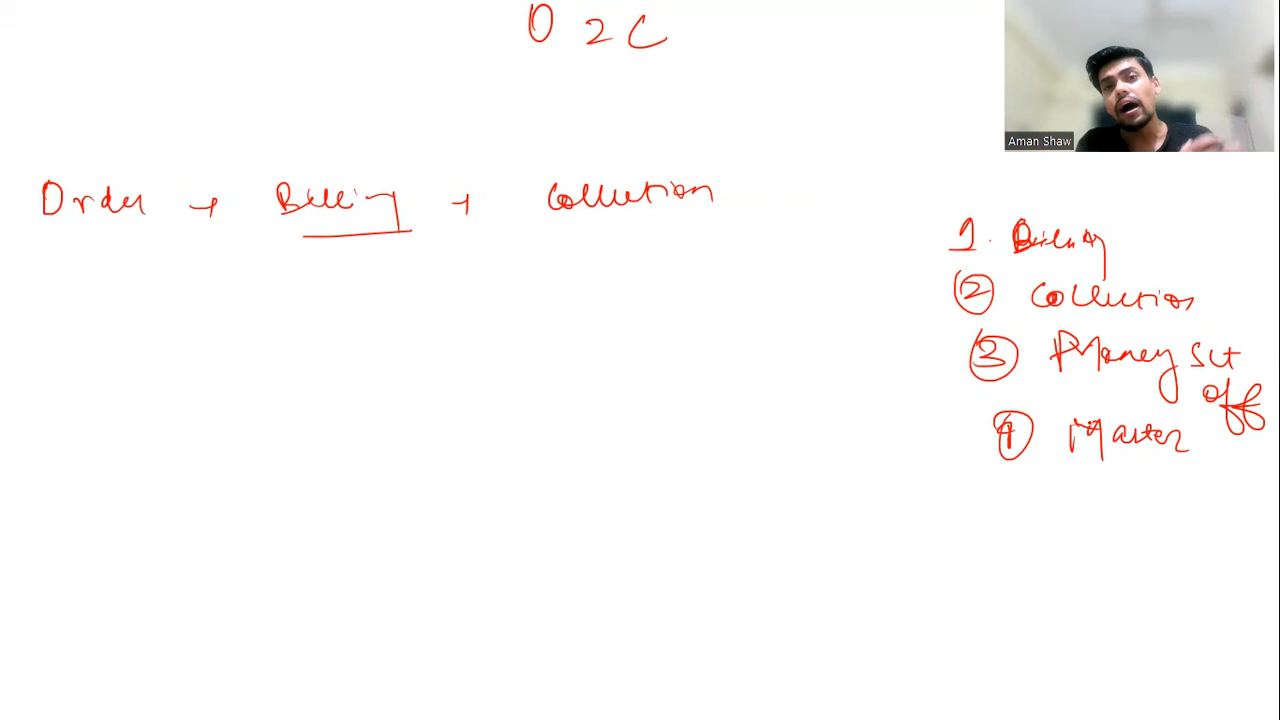 O 2 C
Aman Shaw
Order → Billing + Collection
1. Billing
② Collection
③ Money Set off
④ Master